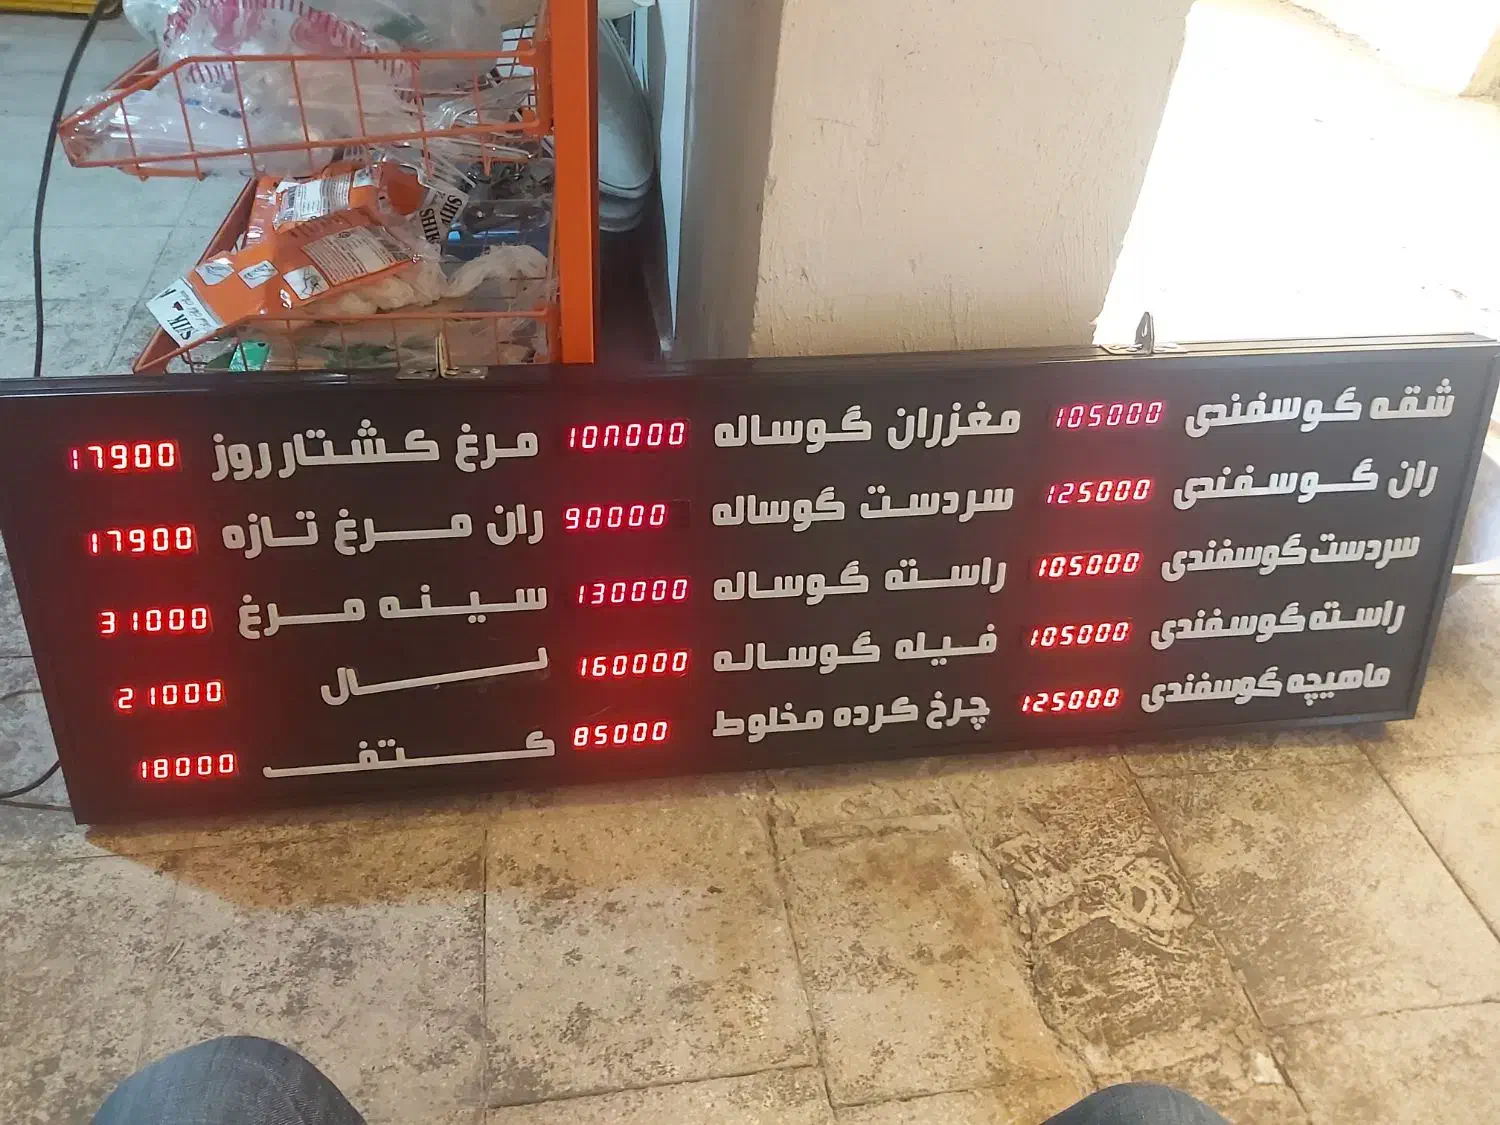 شقه گوسفندی 105000
ران گوسفندی 125000
سردست گوسفندی 105000
راسته گوسفندی 105000
ماهیچه گوسفندی 125000
مغزران گوساله 107000
سردست گوساله 90000
راسته گوساله 130000
فیله گوساله 160000
چرخ کرده مخلوط 85000
مرغ کشتار روز 17900
ران مرغ تازه 17900
سینه مرغ 31000
بال 21000
کتف 18000